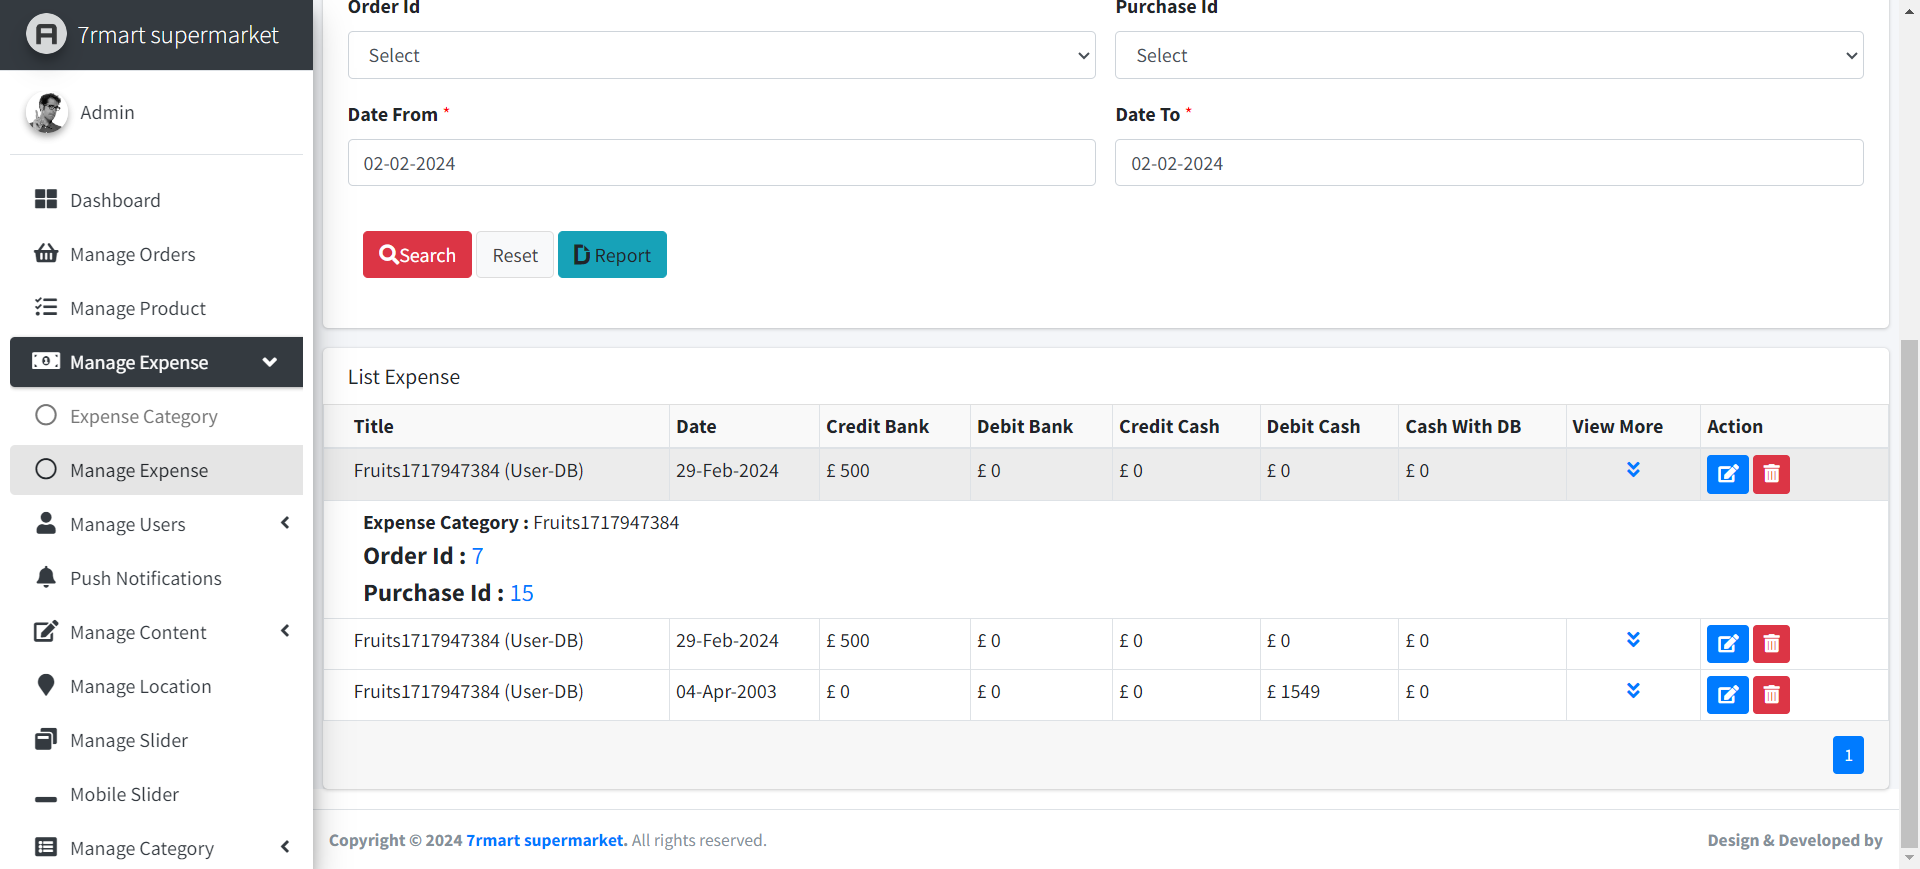 7rmart supermarket
Admin
Dashboard
Manage Orders
Manage Product
Manage Expense
Expense Category
Manage Expense
Manage Users
Push Notifications
Manage Content
Manage Location
Manage Slider
Mobile Slider
Manage Category
Order Id Purchase Id
Select Select
Date From * Date To *
02-02-2024 02-02-2024
Search Reset Report
List Expense
Title Date Credit Bank Debit Bank Credit Cash Debit Cash Cash With DB View More Action
Fruits1717947384 (User-DB) 29-Feb-2024 £ 500 £ 0 £ 0 £ 0 £ 0
Expense Category : Fruits1717947384
Order Id : 7
Purchase Id : 15
Fruits1717947384 (User-DB) 29-Feb-2024 £ 500 £ 0 £ 0 £ 0 £ 0
Fruits1717947384 (User-DB) 04-Apr-2003 £ 0 £ 0 £ 0 £ 1549 £ 0
1
Copyright © 2024 7rmart supermarket. All rights reserved. Design & Developed by